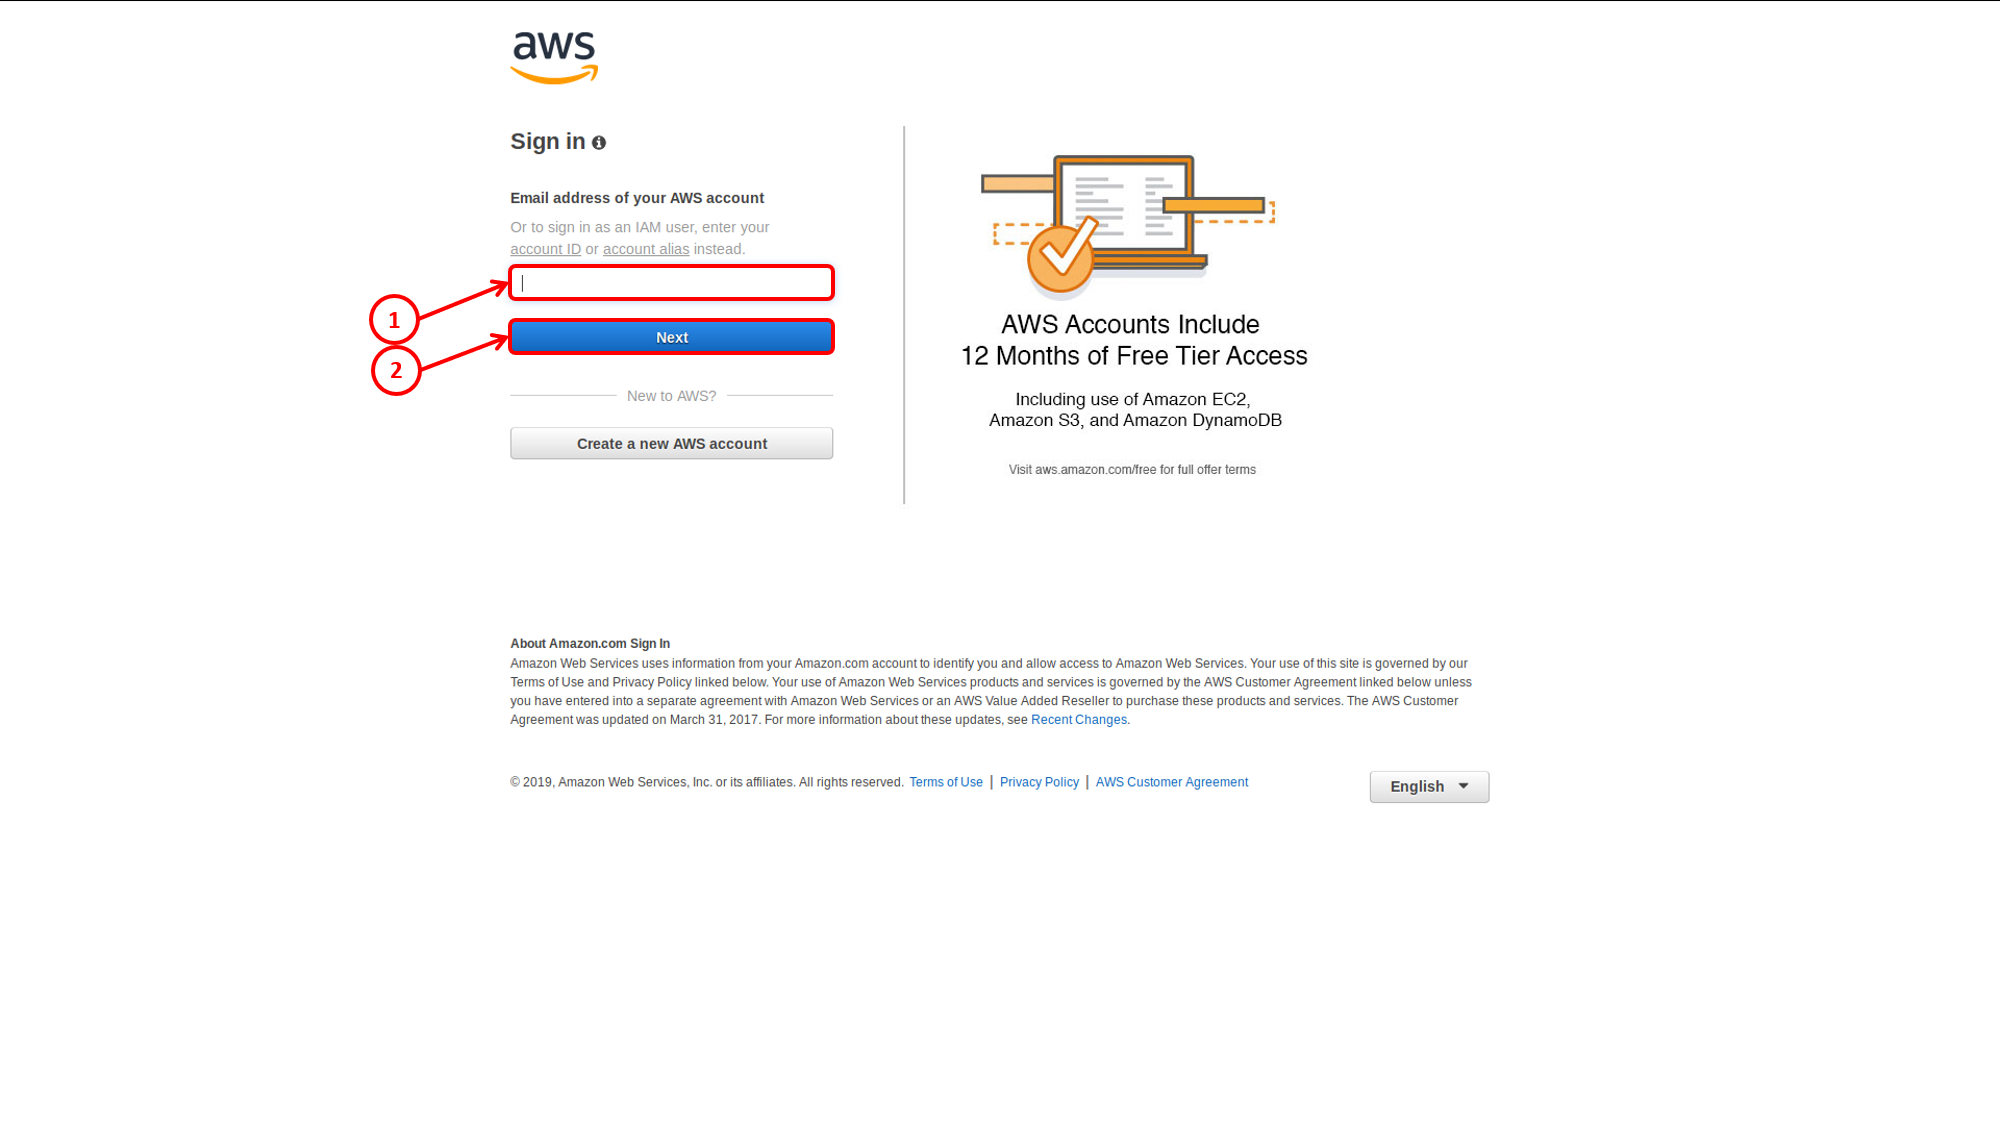 aws
Sign in
Email address of your AWS account
Or to sign in as an IAM user, enter your
account ID or account alias instead.
1
Next
2
New to AWS?
Create a new AWS account
AWS Accounts Include
12 Months of Free Tier Access
Including use of Amazon EC2,
Amazon S3, and Amazon DynamoDB
Visit aws.amazon.com/free for full offer terms
About Amazon.com Sign In
Amazon Web Services uses information from your Amazon.com account to identify you and allow access to Amazon Web Services. Your use of this site is governed by our
Terms of Use and Privacy Policy linked below. Your use of Amazon Web Services products and services is governed by the AWS Customer Agreement linked below unless
you have entered into a separate agreement with Amazon Web Services or an AWS Value Added Reseller to purchase these products and services. The AWS Customer
Agreement was updated on March 31, 2017. For more information about these updates, see Recent Changes.
© 2019, Amazon Web Services, Inc. or its affiliates. All rights reserved. Terms of Use | Privacy Policy | AWS Customer Agreement
English